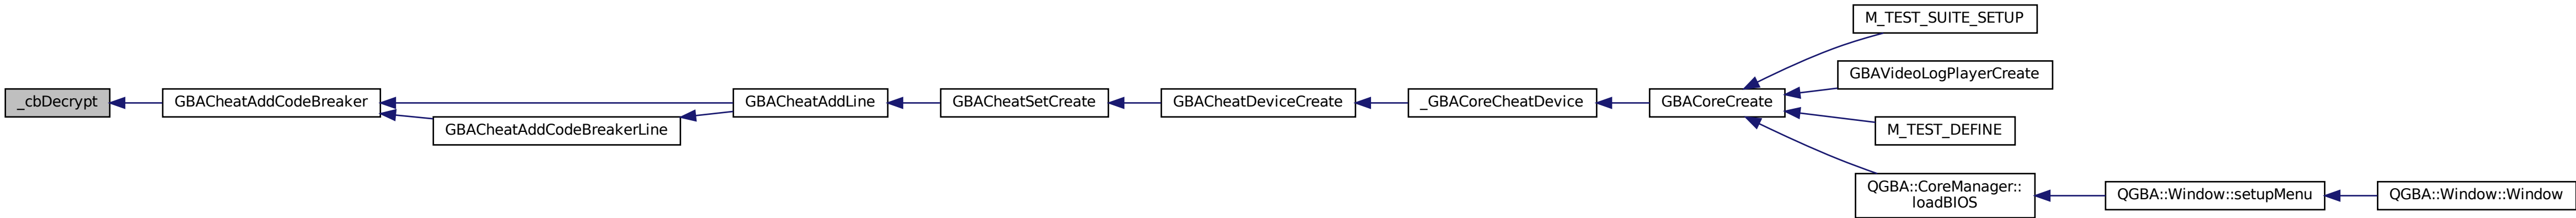 _cbDecrypt
GBACheatAddCodeBreaker
GBACheatAddCodeBreakerLine
GBACheatAddLine
GBACheatSetCreate
GBACheatDeviceCreate
_GBACoreCheatDevice
GBACoreCreate
M_TEST_SUITE_SETUP
GBAVideoLogPlayerCreate
M_TEST_DEFINE
QGBA::CoreManager::
loadBIOS
QGBA::Window::setupMenu
QGBA::Window::Window